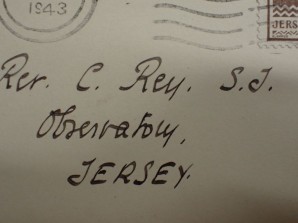 1943
JERS
Rev. C. Rey. S.J.
Observatory,
JERSEY.